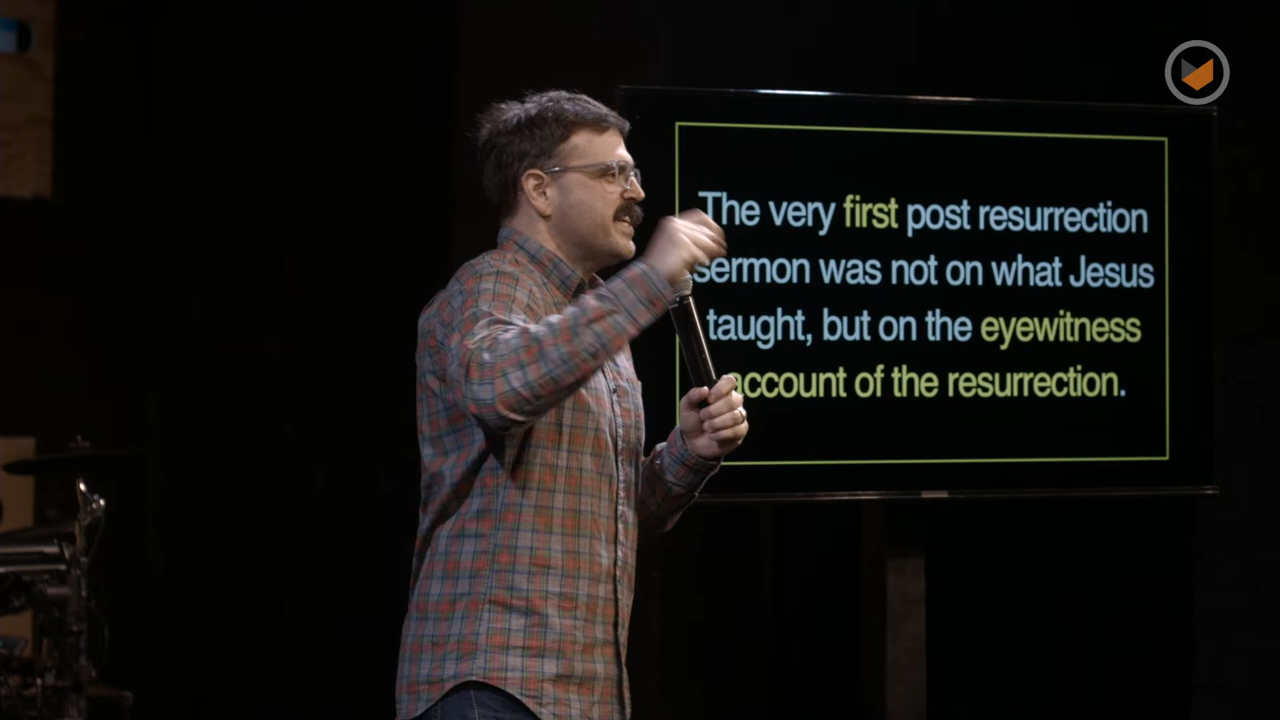 The very first post resurrection
sermon was not on what Jesus
taught, but on the eyewitness
account of the resurrection.